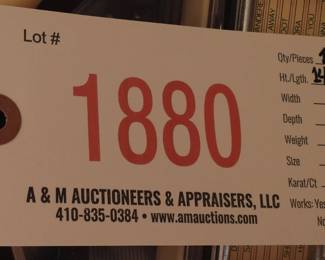 Lot #
1880
A & M AUCTIONEERS & APPRAISERS, LLC
410-835-0384 • www.amauctions.com
Qty/Pieces
Ht./Lgth.
Width
Depth
Weight
Size
Karat/Ct
Works: Yes
No